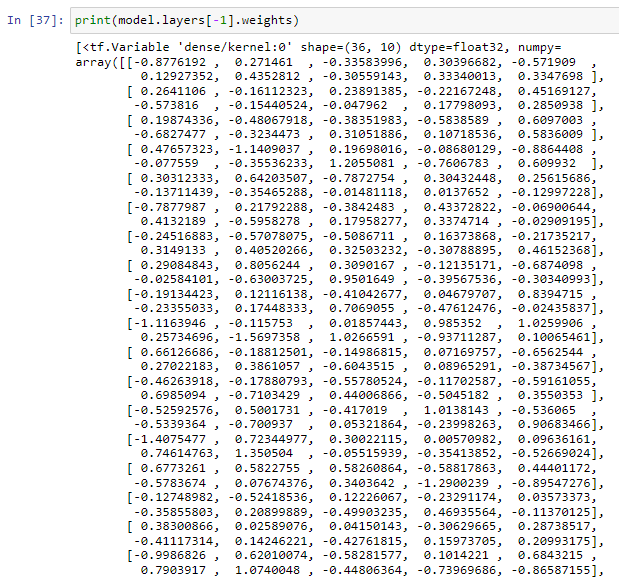 In [37]: print(model.layers[-1].weights)
[<tf.Variable 'dense/kernel:0' shape=(36, 10) dtype=float32, numpy=
array([[-0.8776192 , 0.271461 , -0.33583996, 0.30396682, -0.571909 ,
0.12927352, 0.4352812 , -0.30559143, 0.33340013, 0.3347698 ],
[ 0.2641106 , -0.16112323, 0.23891385, -0.22167248, 0.45169127,
-0.573816 , -0.15440524, -0.047962 , 0.17798093, 0.2850938 ],
[ 0.19874336, -0.48067918, -0.38351983, -0.5838589 , 0.6097003 ,
-0.6827477 , -0.3234473 , 0.31051886, 0.10718536, 0.5836009 ],
[ 0.47657323, -1.1409037 , 0.19698016, -0.08680129, -0.8864408 ,
-0.077559 , -0.35536233, 1.2055081 , -0.7606783 , 0.609932 ],
[ 0.30312333, 0.64203507, -0.7872754 , 0.30432448, 0.25615686,
-0.13711439, -0.35465288, -0.01481118, 0.0137652 , -0.12997228],
[-0.7877987 , 0.21792288, -0.3842483 , 0.43372822, -0.06900644,
0.4132189 , -0.5958278 , 0.17958277, 0.3374714 , -0.02909195],
[-0.24516883, -0.57078075, -0.5086711 , 0.16373868, -0.21735217,
0.3149133 , 0.40520266, 0.32503232, -0.30788895, 0.46152368],
[ 0.29084843, 0.8056244 , 0.3090167 , -0.12135171, -0.6874098 ,
-0.02584101, -0.63003725, 0.9501649 , -0.39567536, -0.30340993],
[-0.19134423, 0.12116138, -0.41042677, 0.04679707, 0.8394715 ,
-0.23355033, 0.17448333, 0.7069055 , -0.47612476, -0.02435837],
[-1.1163946 , -0.115753 , 0.01857443, 0.985352 , 1.0259906 ,
0.25734696, -1.5697358 , 1.0266591 , -0.93711287, 0.10065461],
[ 0.66126686, -0.18812501, -0.14986815, 0.07169757, -0.6562544 ,
0.27022183, 0.3861057 , -0.6043515 , 0.08965291, -0.38734567],
[-0.46263918, -0.17880793, -0.55780524, -0.11702587, -0.59161055,
0.6985094 , -0.7103429 , 0.44006866, -0.5045182 , 0.3550353 ],
[-0.52592576, 0.5001731 , -0.417019 , 1.0138143 , -0.536065 ,
-0.5339364 , -0.700937 , 0.05321864, -0.23998263, 0.90683466],
[-1.4075477 , 0.72344977, 0.30022115, 0.00570982, 0.09636161,
0.74614763, 1.350504 , -0.05515939, -0.35413852, -0.52669024],
[ 0.6773261 , 0.5822755 , 0.58260864, -0.58817863, 0.44401172,
-0.5783674 , 0.07674376, 0.3403642 , -1.2900239 , -0.89547276],
[-0.12748982, -0.52418536, 0.12226067, -0.23291174, 0.03573373,
-0.35855803, 0.20899889, -0.49903235, 0.46935564, -0.11370125],
[ 0.38300866, 0.02589076, 0.04150143, -0.30629665, 0.28738517,
-0.41117314, 0.14246221, -0.42761815, 0.15973705, 0.20993175],
[-0.9986826 , 0.62010074, -0.58281577, 0.1014221 , 0.6843215 ,
0.7903917 , 1.0740048 , -0.44806364, -0.73969686, -0.86587155],